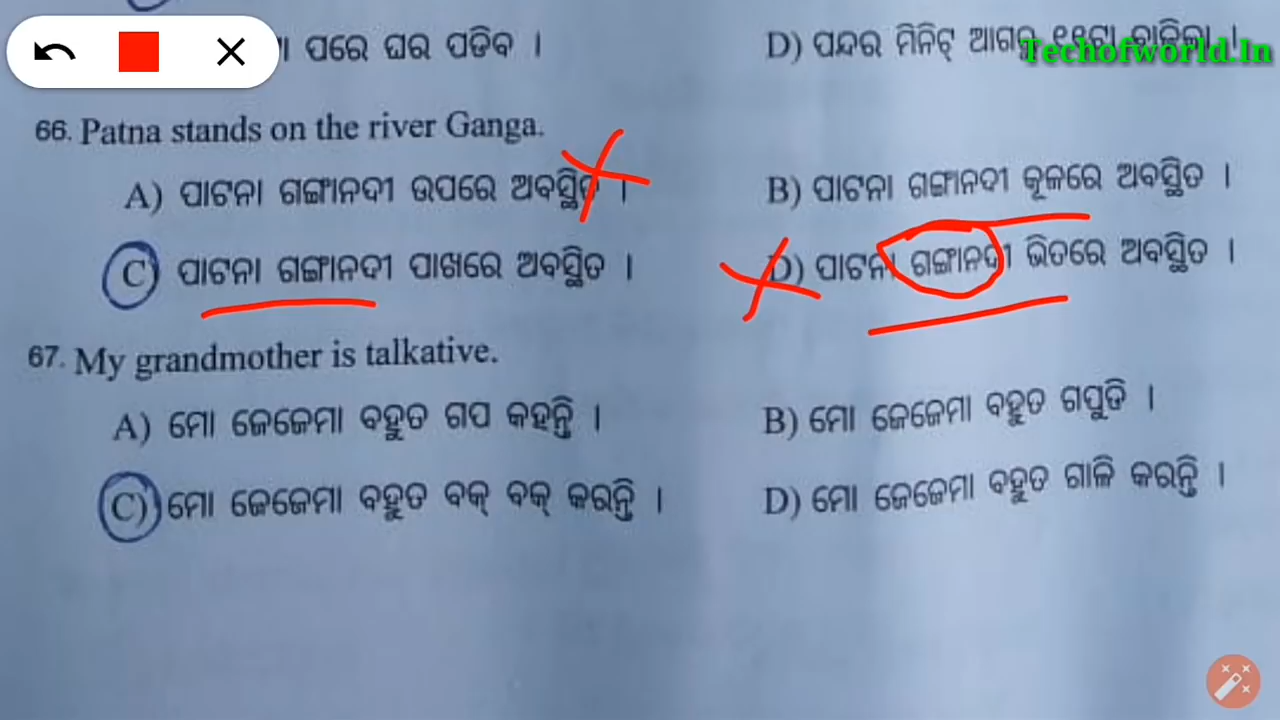 ପରେ ଘର ପଡିବ ।
D) ପନ୍ଦର ମିନିଟ୍ ଆଗରୁ
Techofworld.In
66. Patna stands on the river Ganga.
A) ପାଟନା ଗଙ୍ଗାନଦୀ ଉପରେ ଅବସ୍ଥିତ ।
B) ପାଟନା ଗଙ୍ଗାନଦୀ କୂଳରେ ଅବସ୍ଥିତ ।
C) ପାଟନା ଗଙ୍ଗାନଦୀ ପାଖରେ ଅବସ୍ଥିତ ।
D) ପାଟନା ଗଙ୍ଗାନଦୀ ଭିତରେ ଅବସ୍ଥିତ ।
67. My grandmother is talkative.
A) ମୋ ଜେଜେମା ବହୁତ ଗପ କହନ୍ତି ।
B) ମୋ ଜେଜେମା ବହୁତ ଗପୁଡି ।
C) ମୋ ଜେଜେମା ବହୁତ ବକ୍ ବକ୍ କରନ୍ତି ।
D) ମୋ ଜେଜେମା ବହୁତ ଗାଳି କରନ୍ତି ।